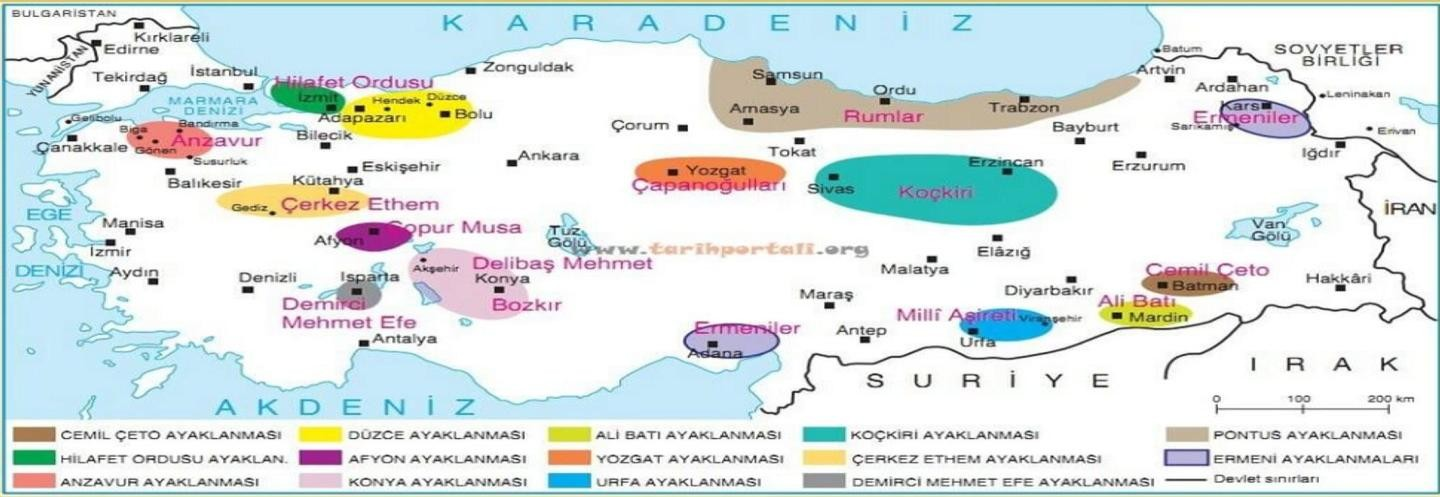 BULGARİSTAN
KARADENİZ
Kırklareli
Edirne
YUNANİSTAN
Tekirdağ
İstanbul
Hilafet Ordusu
Zonguldak
Batum
SOVYETLER
BİRLİĞİ
Artvin
Ardahan
Leninakan
Samsun
Ordu
Trabzon
MARMARA
DENİZİ
İzmit
Hendek
Düzce
Adapazarı
Bolu
Gelibolu
Biga
Bandırma
Anzavur
Gönen
Susurluk
Çanakkale
Bilecik
Çorum
Amasya
Rumlar
Tokat
Bayburt
Kars
Ermeniler
Sarıkamış
Erivan
Iğdır
Balıkesir
Eskişehir
Ankara
Yozgat
Çapanoğulları
Sivas
Koçkiri
Erzincan
Erzurum
Kütahya
Gediz
Çerkez Ethem
EGE
DENİZİ
Manisa
İzmir
Aydın
Afyon
Çopur Musa
Tuz
Gölü
www.tarihportali.org
Van
Gölü
İRAN
Denizli
Isparta
Akşehir
Delibaş Mehmet
Konya
Bozkır
Demirci
Mehmet Efe
Antalya
Elâzığ
Malatya
Maraş
Antep
Diyarbakır
Cemil Çeto
Batman
Hakkâri
Ali Batı
Mardin
Millî Aşireti
Viranşehir
Urfa
Ermeniler
Adana
SURİYE
IRAK
AKDENİZ
0 100 200 km
CEMİL ÇETO AYAKLANMASI
DÜZCE AYAKLANMASI
ALİ BATI AYAKLANMASI
KOÇKİRİ AYAKLANMASI
PONTUS AYAKLANMASI
HİLAFET ORDUSU AYAKLAN.
AFYON AYAKLANMASI
YOZGAT AYAKLANMASI
ÇERKEZ ETHEM AYAKLANMASI
ERMENİ AYAKLANMALARI
ANZAVUR AYAKLANMASI
KONYA AYAKLANMASI
URFA AYAKLANMASI
DEMİRCİ MEHMET EFE AYAKLANMASI
Devlet sınırları